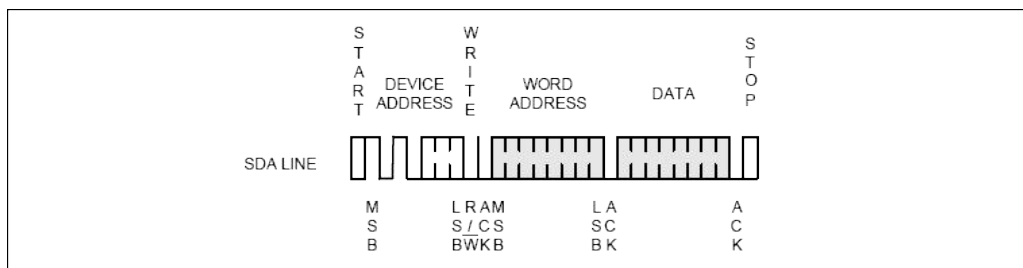 START
WRITE
STOP
DEVICE
ADDRESS
WORD
ADDRESS
DATA
SDA LINE
MSB
LSB
R/W
ACK
MSB
LSB
ACK
ACK